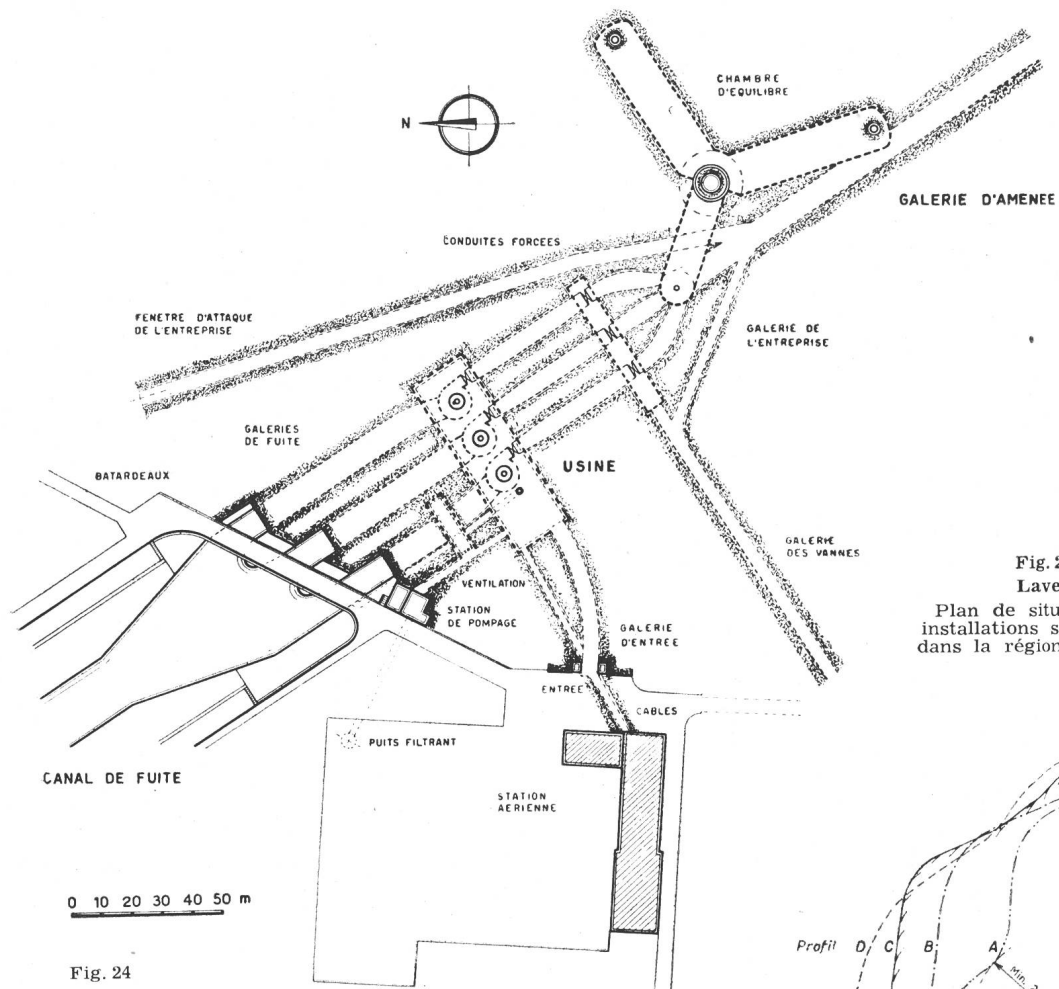 CHAMBRE
D'EQUILIBRE
N
GALERIE D'AMENEE
CONDUITES FORCEES
FENETRE D'ATTAQUE
DE L'ENTREPRISE
GALERIE DE
L'ENTREPRISE
GALERIES
DE FUITE
BATARDEAUX
USINE
GALERIE
DES VANNES
VENTILATION
STATION
DE POMPAGE
GALERIE
D'ENTREE
ENTREE
CABLES
PUITS FILTRANT
CANAL DE FUITE
STATION
AERIENNE
0 10 20 30 40 50 m
Fig. 24
Fig. 2
Lave
Plan de situ
installations s
dans la région
Profil D C B A
Min.